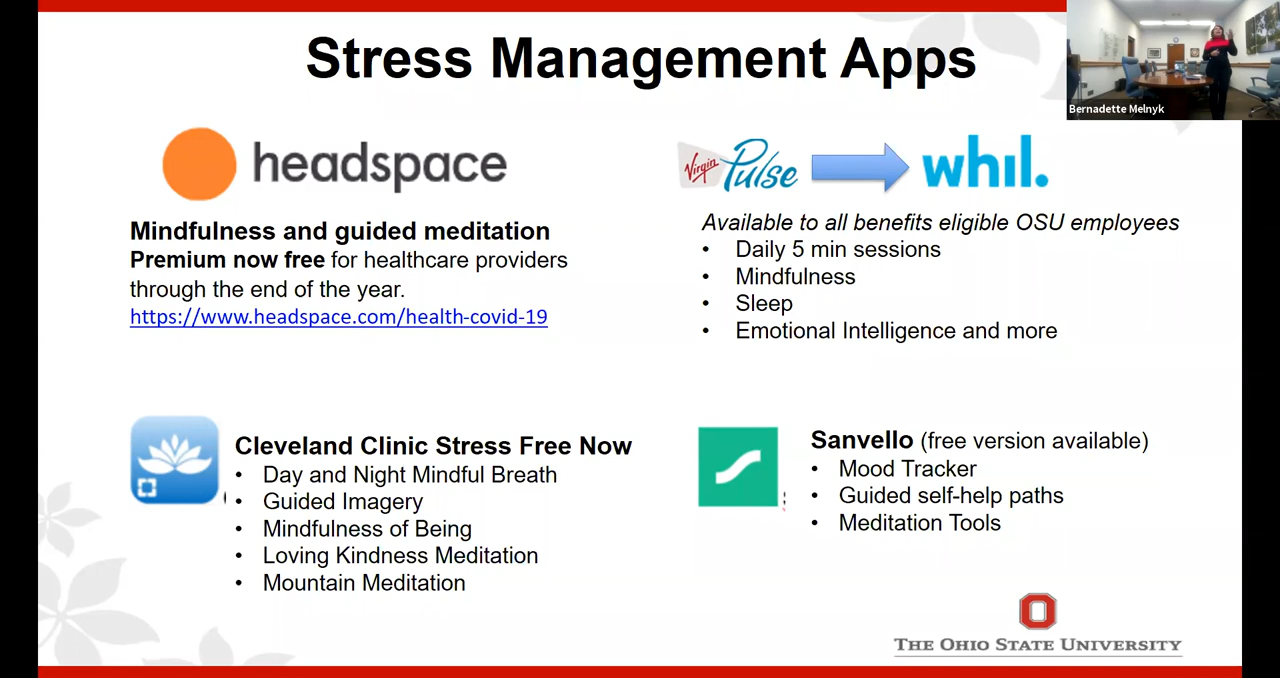 Stress Management Apps
Bernadette Melnyk
headspace
Mindfulness and guided meditation
Premium now free for healthcare providers
through the end of the year.
https://www.headspace.com/health-covid-19
Virgin Pulse
whil.
Available to all benefits eligible OSU employees
• Daily 5 min sessions
• Mindfulness
• Sleep
• Emotional Intelligence and more
Cleveland Clinic Stress Free Now
• Day and Night Mindful Breath
• Guided Imagery
• Mindfulness of Being
• Loving Kindness Meditation
• Mountain Meditation
Sanvello (free version available)
• Mood Tracker
• Guided self-help paths
• Meditation Tools
THE OHIO STATE UNIVERSITY